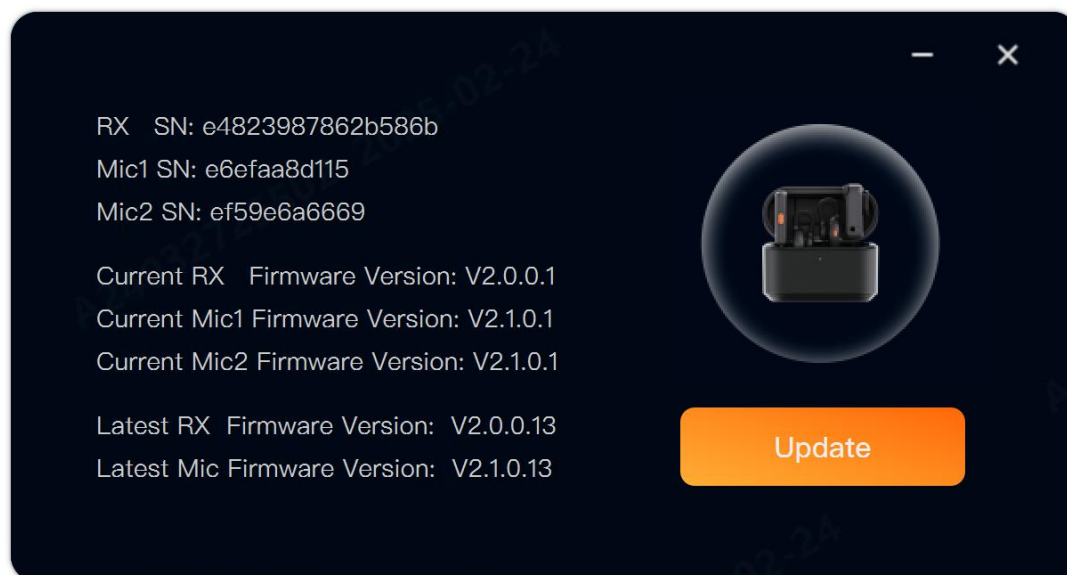 RX SN: e4823987862b586b
Mic1 SN: e6efaa8d115
Mic2 SN: ef59e6a6669
Current RX Firmware Version: V2.0.0.1
Current Mic1 Firmware Version: V2.1.0.1
Current Mic2 Firmware Version: V2.1.0.1
Latest RX Firmware Version: V2.0.0.13
Latest Mic Firmware Version: V2.1.0.13
Update